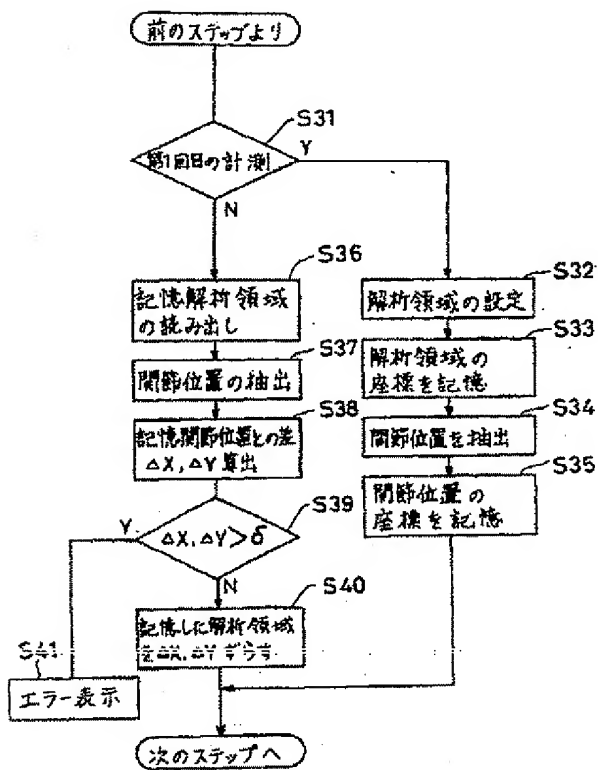 前のステップより
S31
第1回目の計測
Y
N
S36
記憶解析領域
の読み出し
S37
関節位置の抽出
S38
記憶関節位置との差
△X,△Y 算出
S39
Y
△X,△Y>δ
N
S40
記憶した解析領域
を△X,△Yずらす
S41
エラー表示
S32
解析領域の設定
S33
解析領域の
座標を記憶
S34
関節位置を抽出
S35
関節位置の
座標を記憶
次のステップへ